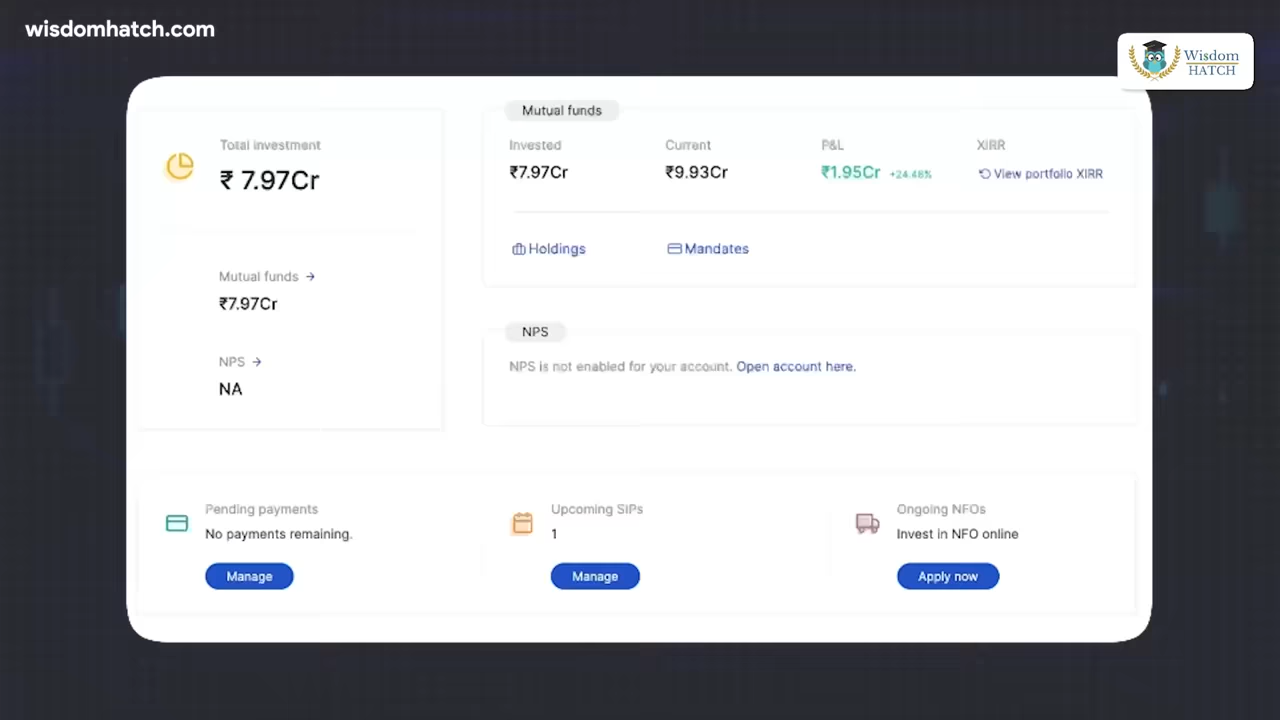 wisdomhatch.com
Wisdom
HATCH
Total investment
₹ 7.97Cr
Mutual funds →
₹7.97Cr
NPS →
NA
Mutual funds
Invested Current P&L XIRR
₹7.97Cr ₹9.93Cr ₹1.95Cr +24.48% View portfolio XIRR
Holdings Mandates
NPS
NPS is not enabled for your account. Open account here.
Pending payments
No payments remaining.
Manage
Upcoming SIPs
1
Manage
Ongoing NFOs
Invest in NFO online
Apply now